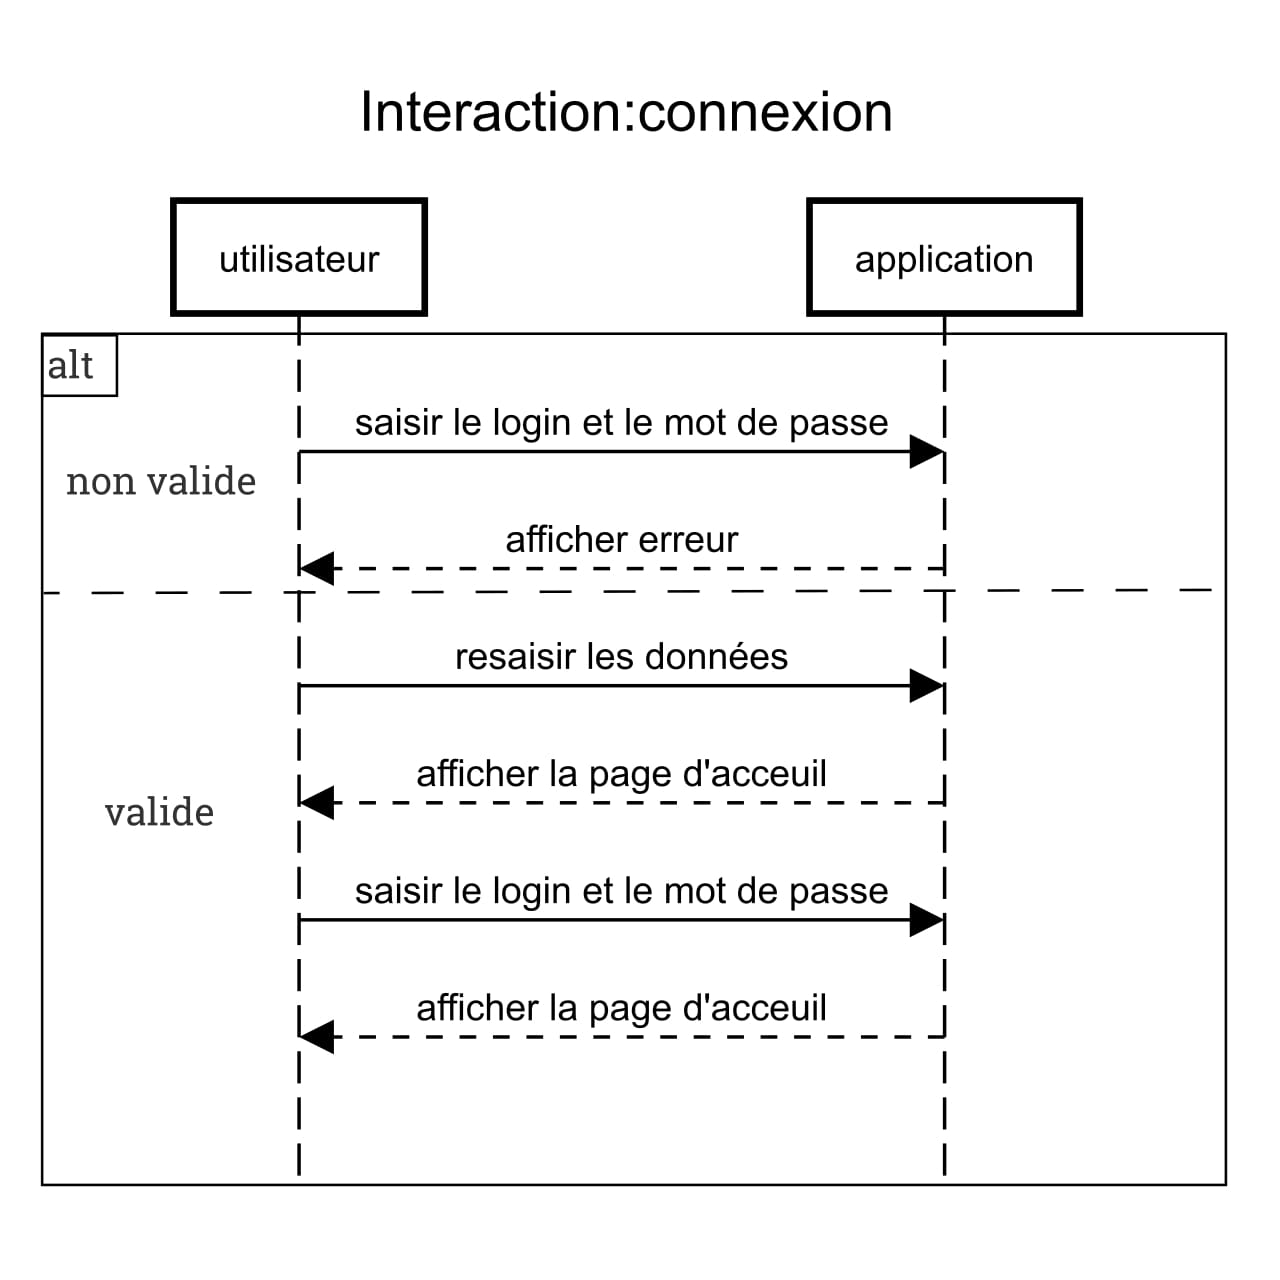 Interaction:connexion
utilisateur
application
alt
saisir le login et le mot de passe
non valide
afficher erreur
resaisir les données
afficher la page d'acceuil
valide
saisir le login et le mot de passe
afficher la page d'acceuil